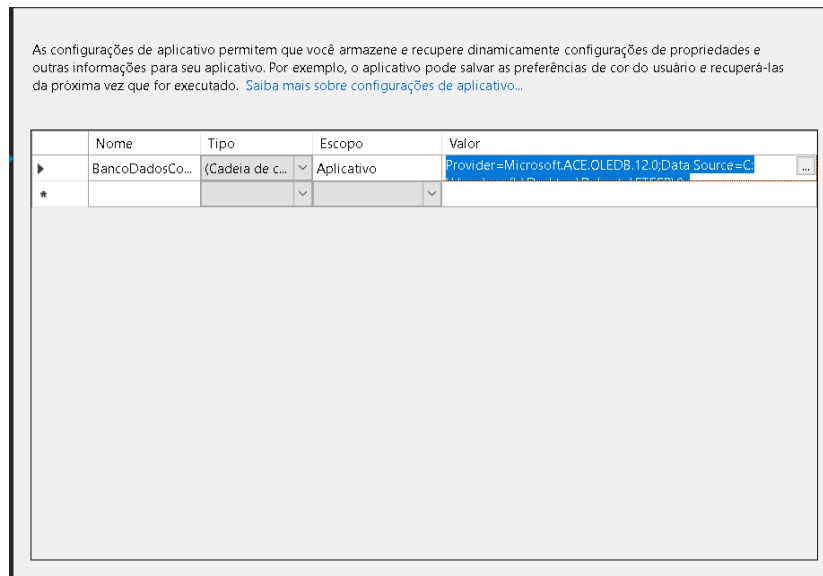 As configurações de aplicativo permitem que você armazene e recupere dinamicamente configurações de propriedades e
outras informações para seu aplicativo. Por exemplo, o aplicativo pode salvar as preferências de cor do usuário e recuperá-las
da próxima vez que for executado. Saiba mais sobre configurações de aplicativo...
Nome Tipo Escopo Valor
BancoDadosCo... (Cadeia de c... Aplicativo Provider=Microsoft.ACE.OLEDB.12.0;Data Source=C:
...
*